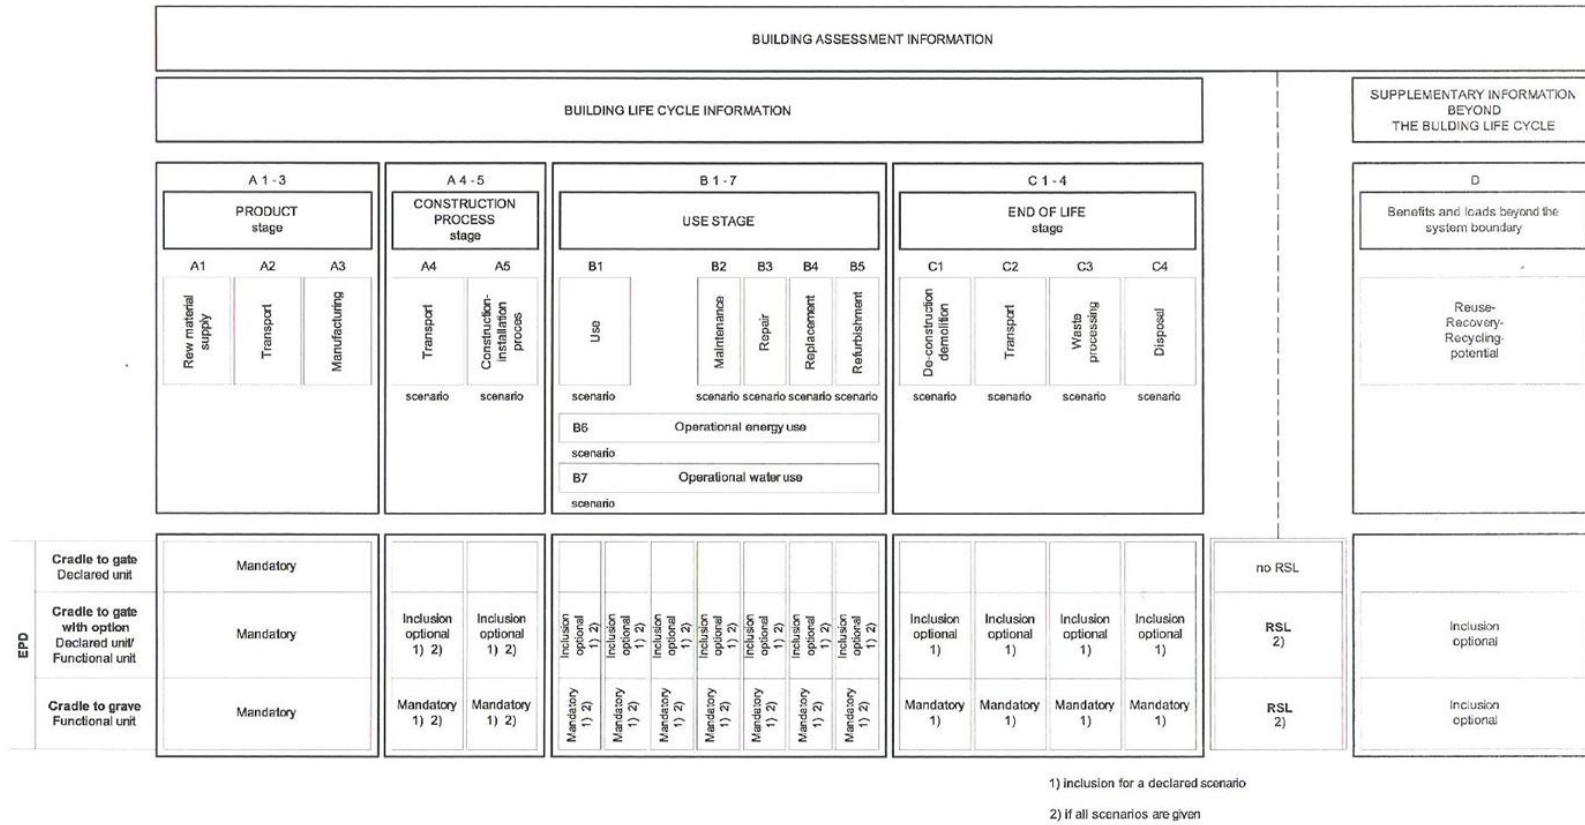 BUILDING ASSESSMENT INFORMATION
BUILDING LIFE CYCLE INFORMATION
SUPPLEMENTARY INFORMATION
BEYOND
THE BULDING LIFE CYCLE
A 1 - 3
PRODUCT
stage
A 4 - 5
CONSTRUCTION
PROCESS
stage
B 1 - 7
USE STAGE
C 1 - 4
END OF LIFE
stage
D
Benefits and loads beyond the
system boundary
A1
A2
A3
A4
A5
B1
B2
B3
B4
B5
C1
C2
C3
C4
Rew material
supply
Transport
Manufacturing
Transport
Construction-
installation
proces
Use
Maintenance
Repair
Replacement
Refurbishment
De-construction
demolition
Transport
Waste
processing
Disposal
Reuse-
Recovery-
Recycling-
potential
scenario
scenario
scenario
scenario
scenario
scenario
scenario
scenario
scenario
scenario
scenario
B6
Operational energy use
scenario
B7
Operational water use
scenario
EPD
Cradle to gate
Declared unit
Mandatory
no RSL
Cradle to gate
with option
Declared unit/
Functional unit
Mandatory
Inclusion
optional
1) 2)
Inclusion
optional
1) 2)
Inclusion
optional
1) 2)
Inclusion
optional
1) 2)
Inclusion
optional
1) 2)
Inclusion
optional
1) 2)
Inclusion
optional
1) 2)
Inclusion
optional
1) 2)
Inclusion
optional
1) 2)
Inclusion
optional
1)
Inclusion
optional
1)
Inclusion
optional
1)
Inclusion
optional
1)
RSL
2)
Inclusion
optional
Cradle to grave
Functional unit
Mandatory
Mandatory
1) 2)
Mandatory
1) 2)
Mandatory
1) 2)
Mandatory
1) 2)
Mandatory
1) 2)
Mandatory
1) 2)
Mandatory
1) 2)
Mandatory
1) 2)
Mandatory
1) 2)
Mandatory
1)
Mandatory
1)
Mandatory
1)
Mandatory
1)
RSL
2)
Inclusion
optional
1) inclusion for a declared scenario
2) if all scenarios are given